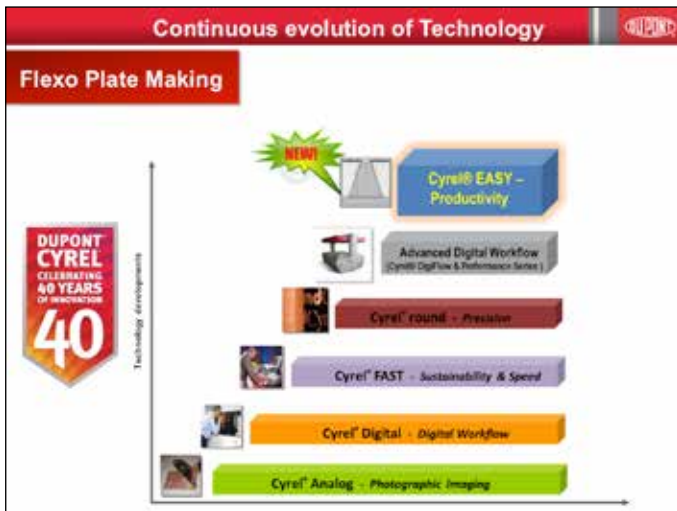 Continuous evolution of Technology
DUPONT
Flexo Plate Making
NEW!
Cyrel® EASY –
Productivity
DUPONT™
CYREL®
CELEBRATING
40 YEARS
OF INNOVATION
40
Technology developments
Advanced Digital Workflow
(Cyrel® DigiFlow & Performance Series )
Cyrel® round - Precision
Cyrel® FAST - Sustainability & Speed
Cyrel® Digital - Digital Workflow
Cyrel® Analog - Photographic Imaging